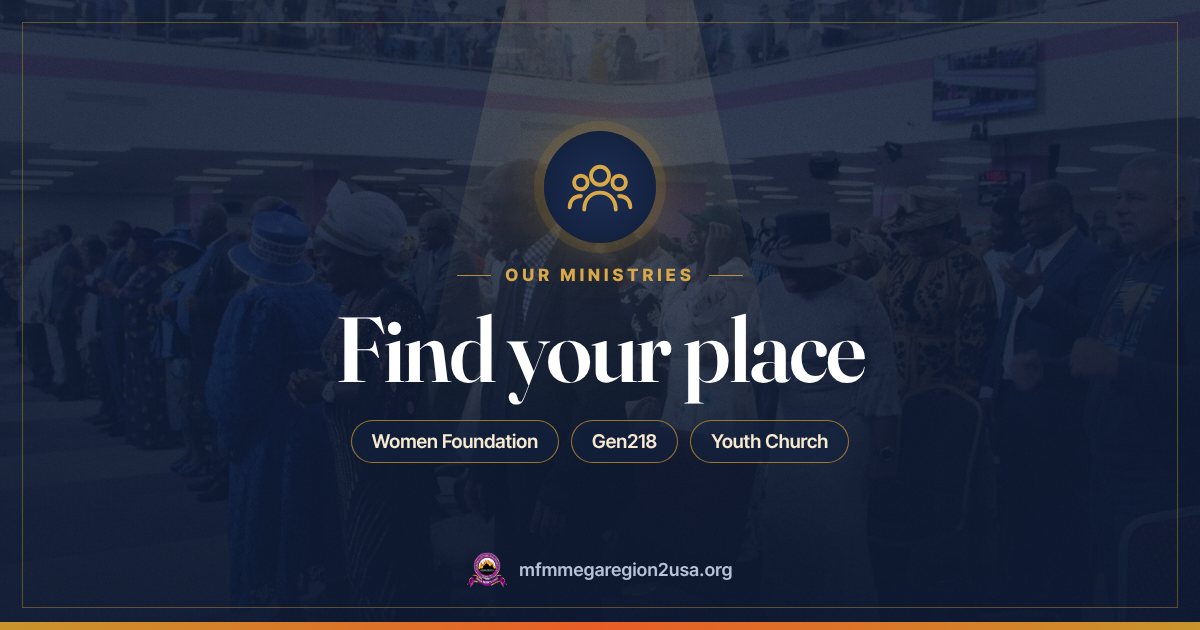 OUR MINISTRIES
Find your place
Women Foundation
Gen218
Youth Church
mfmmegaregion2usa.org